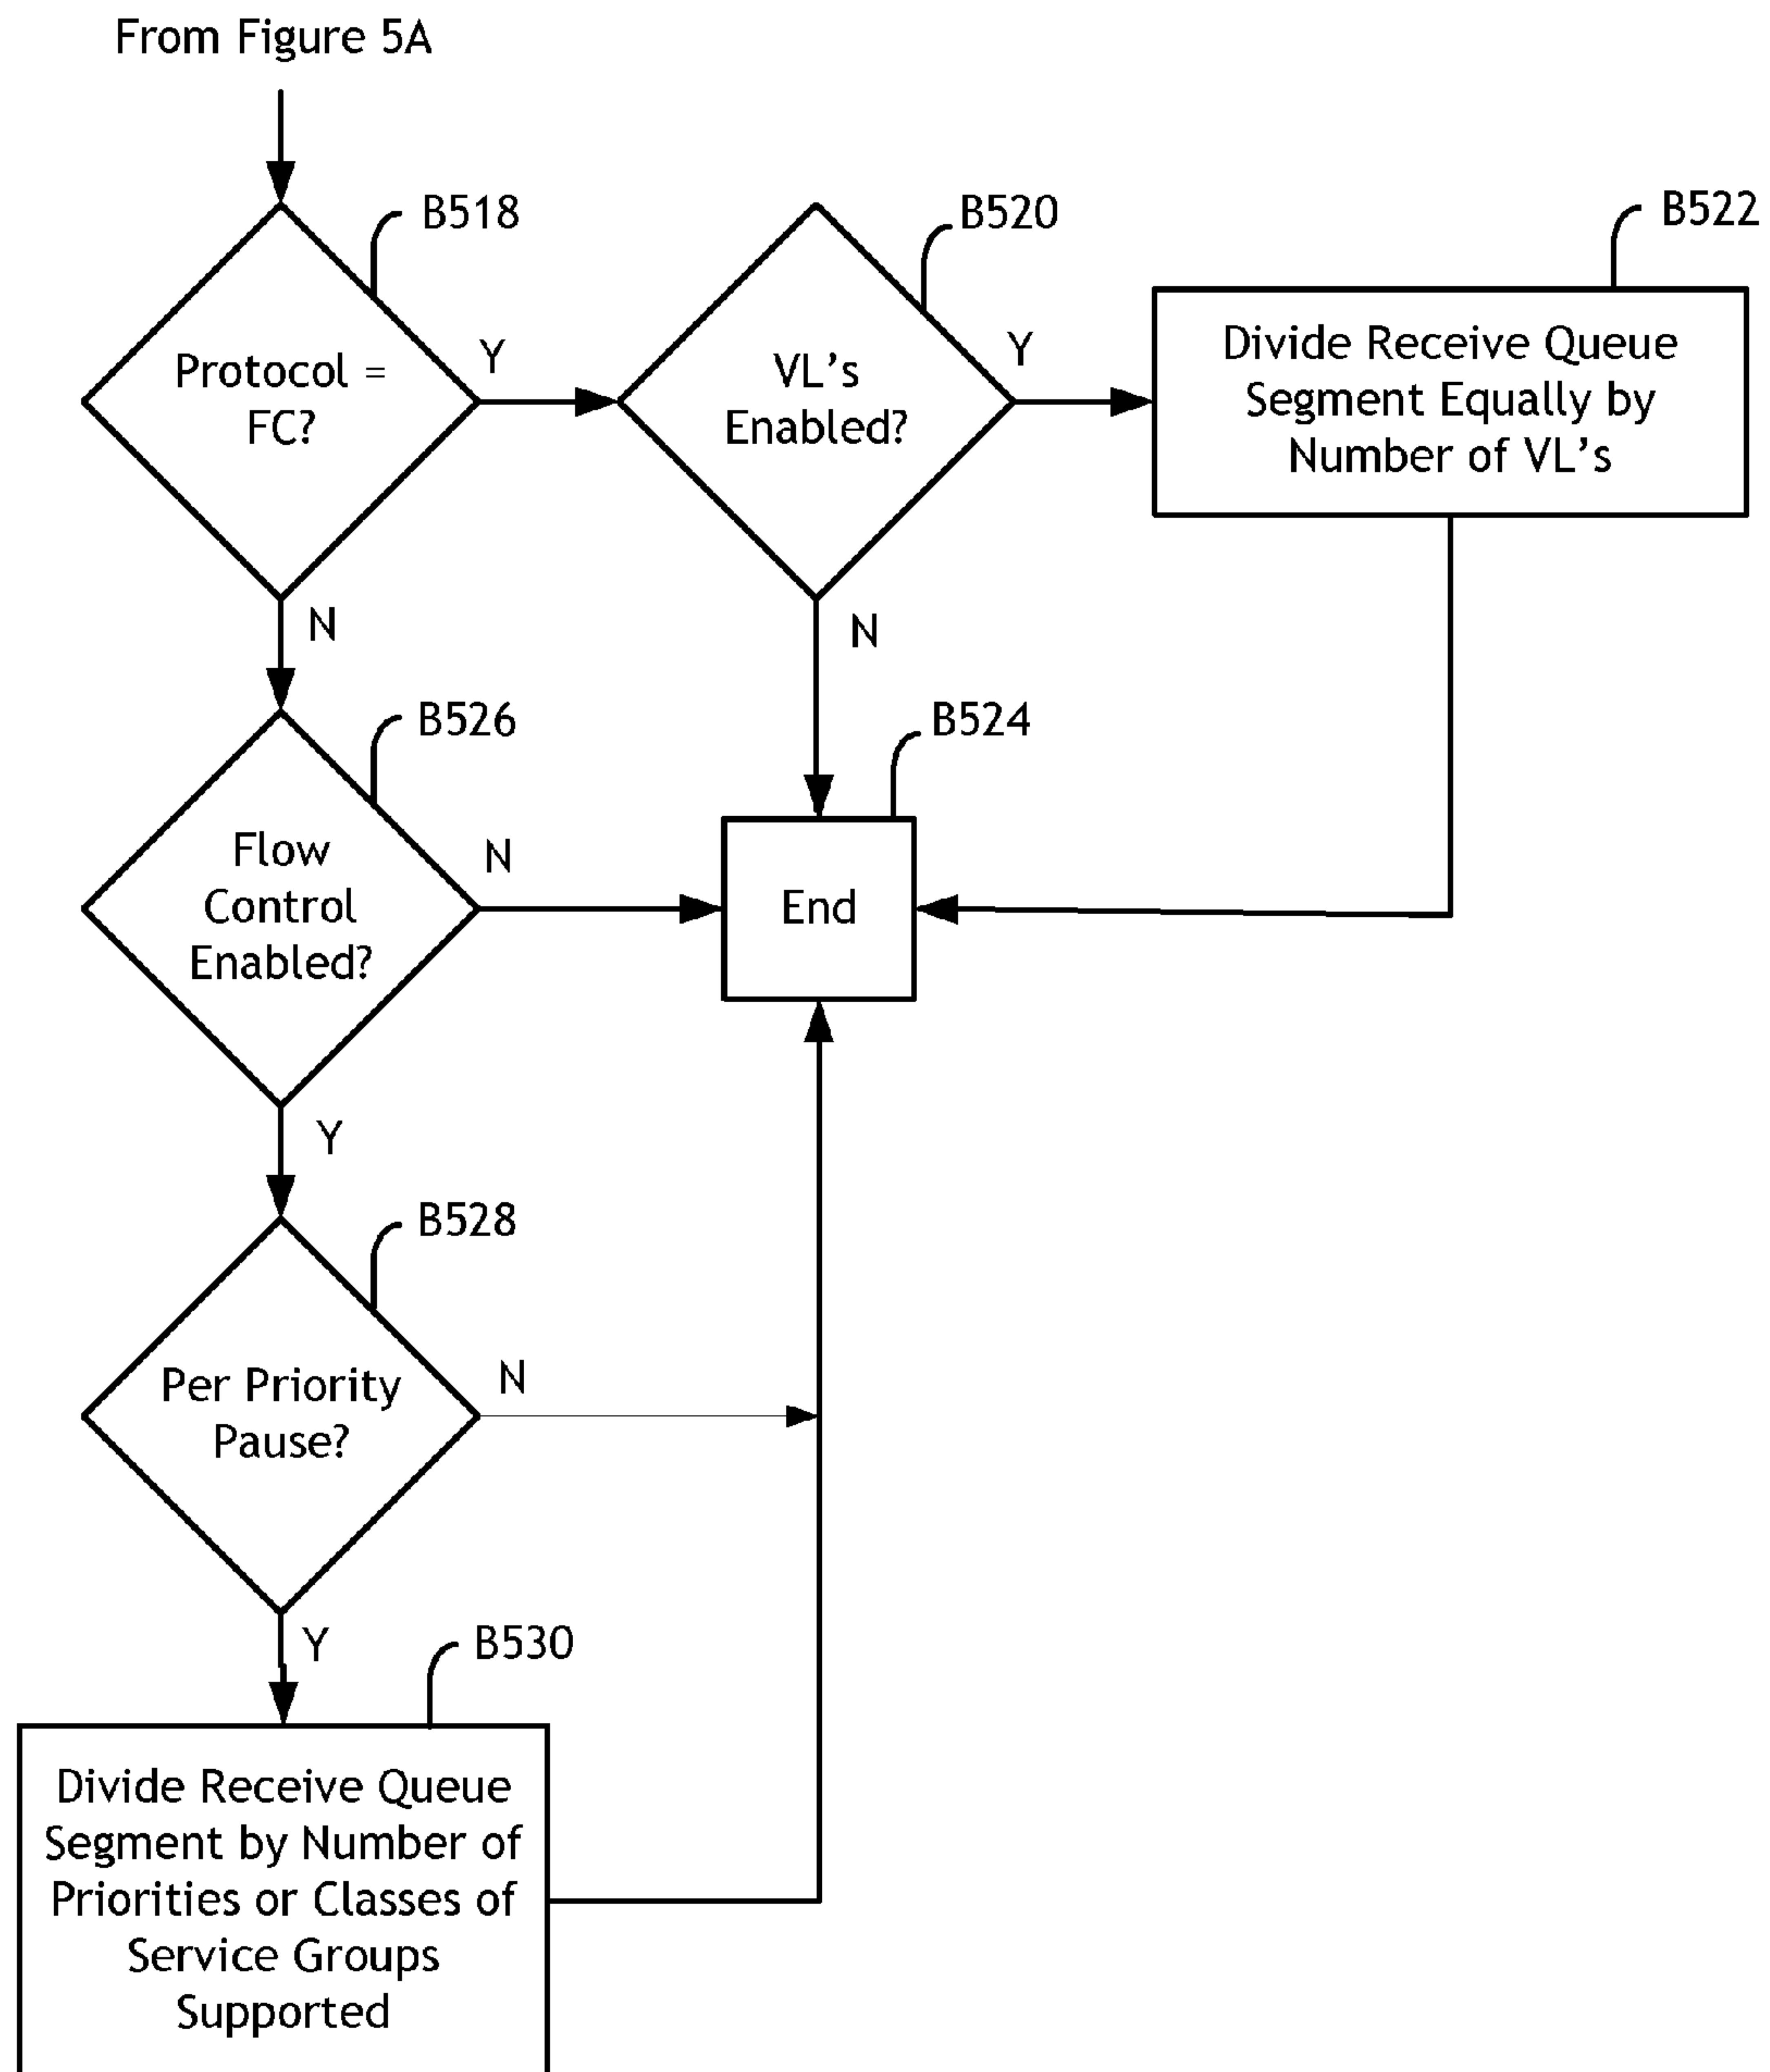 From Figure 5A
B518
B520
B522
Protocol =
FC?
Y
VL's
Enabled?
Y
Divide Receive Queue
Segment Equally by
Number of VL's
N
N
B526
B524
Flow
Control
Enabled?
N
End
Y
B528
Per Priority
Pause?
N
Y
B530
Divide Receive Queue
Segment by Number of
Priorities or Classes of
Service Groups
Supported